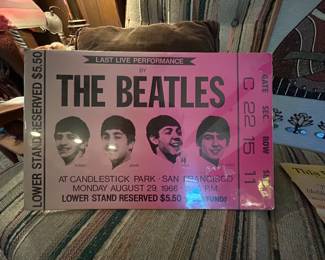 LOWER STAND RESERVED $5.50
LAST LIVE PERFORMANCE
BY
THE BEATLES
AT CANDLESTICK PARK · SAN FRANCISCO
MONDAY AUGUST 29, 1966
P.M.
LOWER STAND RESERVED $5.50
GATE SEC ROW
C 22 15 11
This